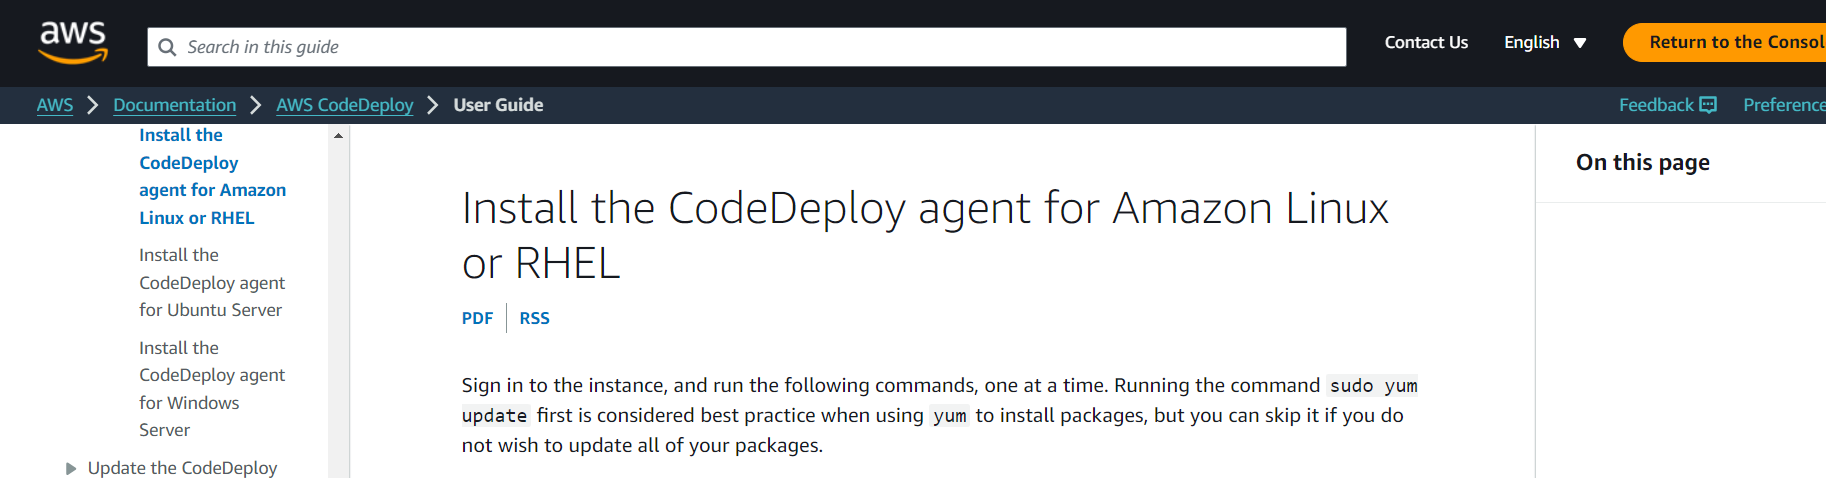 aws
Search in this guide
Contact Us
English
Return to the Consol
AWS > Documentation > AWS CodeDeploy > User Guide
Feedback
Preference
Install the
CodeDeploy
agent for Amazon
Linux or RHEL
Install the
CodeDeploy agent
for Ubuntu Server
Install the
CodeDeploy agent
for Windows
Server
Update the CodeDeploy
Install the CodeDeploy agent for Amazon Linux
or RHEL
PDF | RSS
Sign in to the instance, and run the following commands, one at a time. Running the command sudo yum
update first is considered best practice when using yum to install packages, but you can skip it if you do
not wish to update all of your packages.
On this page